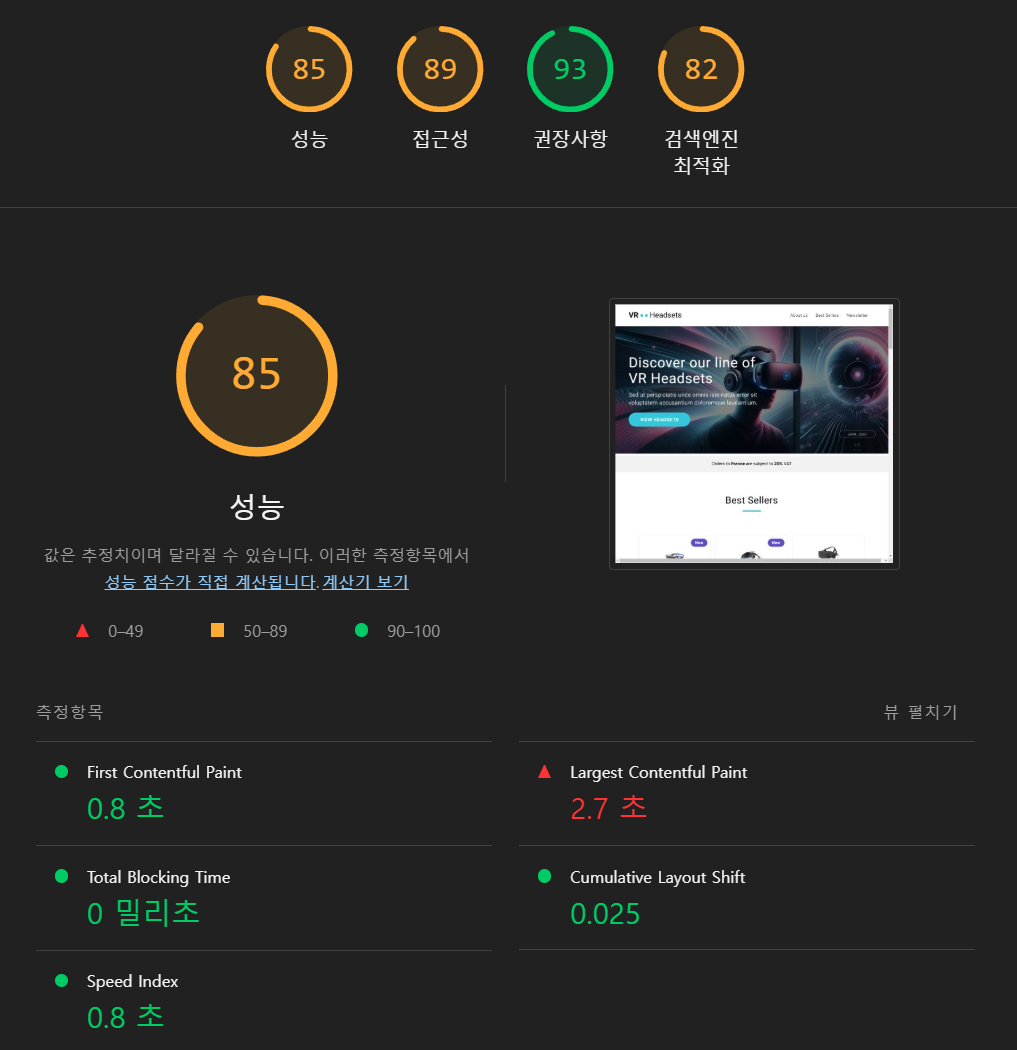 85
89
93
82
성능
접근성
권장사항
검색엔진
최적화
85
성능
값은 추정치이며 달라질 수 있습니다. 이러한 측정항목에서
성능 점수가 직접 계산됩니다. 계산기 보기
0–49
50–89
90–100
VR Headsets
About us
Best Sellers
Newsletter
Discover our line of
VR Headsets
Sed ut perspiciatis unde omnis iste natus error sit
voluptatem accusantium doloremque laudantium.
VIEW HEADSETS
Orders to France are subject to 20% VAT
Best Sellers
New
New
측정항목
뷰 펼치기
First Contentful Paint
0.8 초
Largest Contentful Paint
2.7 초
Total Blocking Time
0 밀리초
Cumulative Layout Shift
0.025
Speed Index
0.8 초